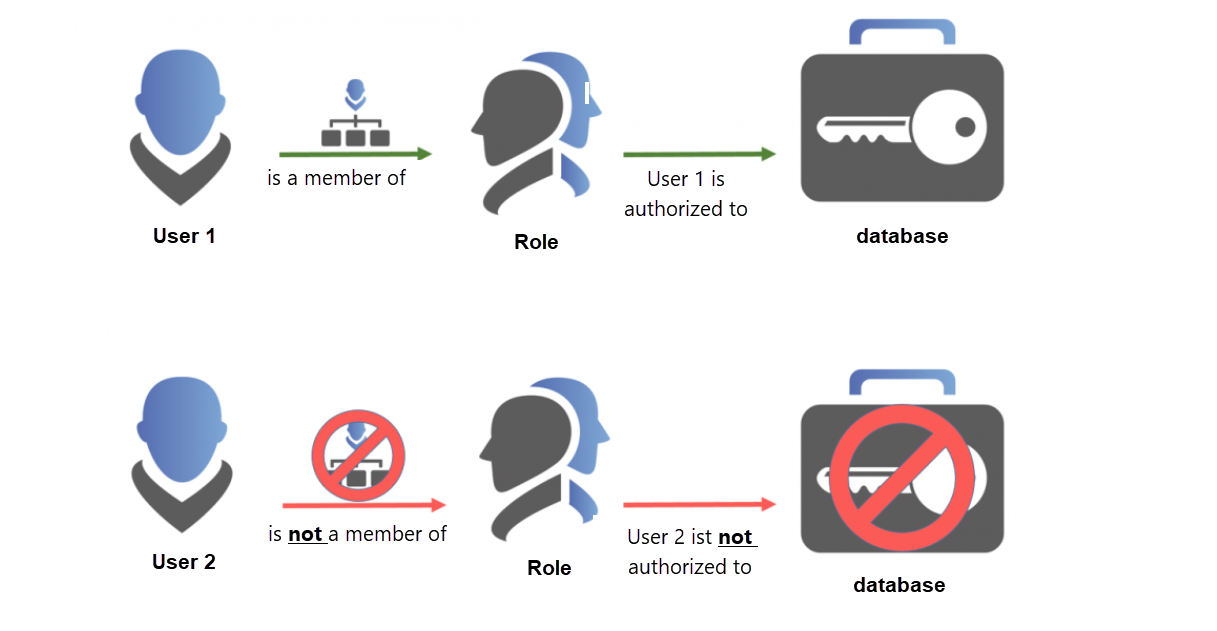 is a member of
User 1 is
authorized to
User 1
Role
database
is not a member of
User 2 ist not
authorized to
User 2
Role
database